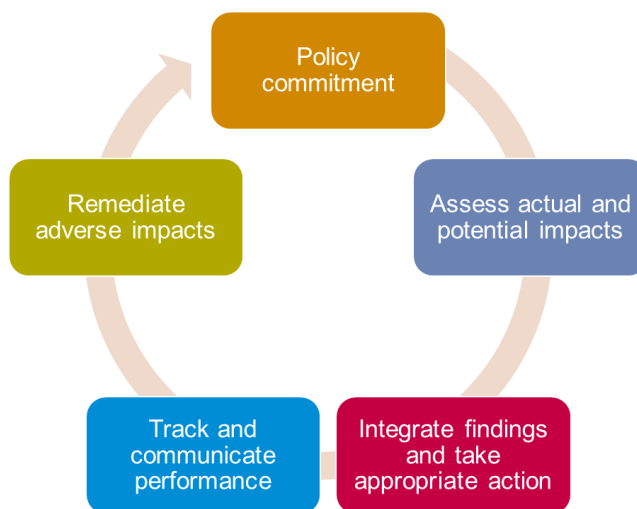 Policy
commitment
Assess actual and
potential impacts
Integrate findings
and take
appropriate action
Track and
communicate
performance
Remediate
adverse impacts